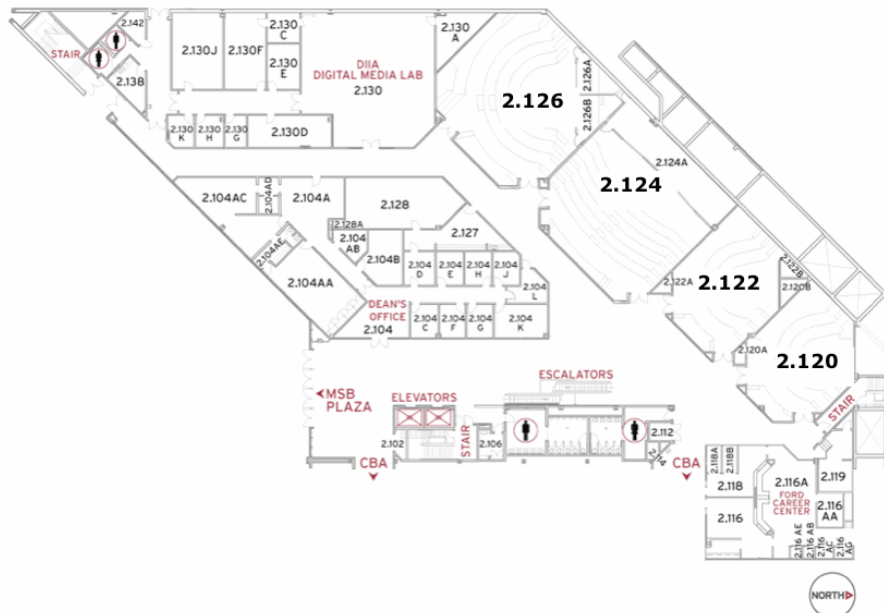 2.142
STAIR
2.138
2.130J
2.130F
2.130
C
2.130
E
DIIA
DIGITAL MEDIA LAB
2.130
2.130
A
2.126
2.126A
2.126B
2.130
K
2.130
H
2.130
G
2.130D
2.124A
2.124
2.104AC
2.104AD
2.104A
2.128
2.128A
2.104
AB
2.127
2.104AE
2.104B
2.104
D
2.104
E
2.104
H
2.104
J
2.104
L
2.104AA
DEAN'S
OFFICE
2.104
2.104
C
2.104
F
2.104
G
2.104
K
2.122A
2.122
2.122B
2.120B
2.120A
2.120
ESCALATORS
MSB
PLAZA
ELEVATORS
STAIR
2.102
STAIR
2.106
2.112
2.114
CBA
CBA
2.118A
2.118B
2.118
2.116A
FORD
CAREER
CENTER
2.119
2.116
2.116
AA
2.116 AE
2.116 AB
2.116
AC
2.116
AG
NORTH